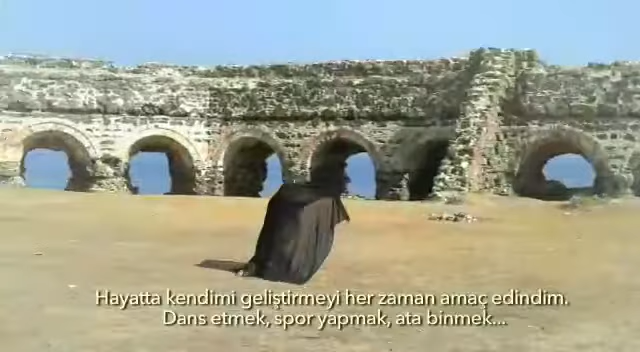 Hayatta kendimi geliştirmeyi her zaman amaç edindim.
Dans etmek, spor yapmak, ata binmek...